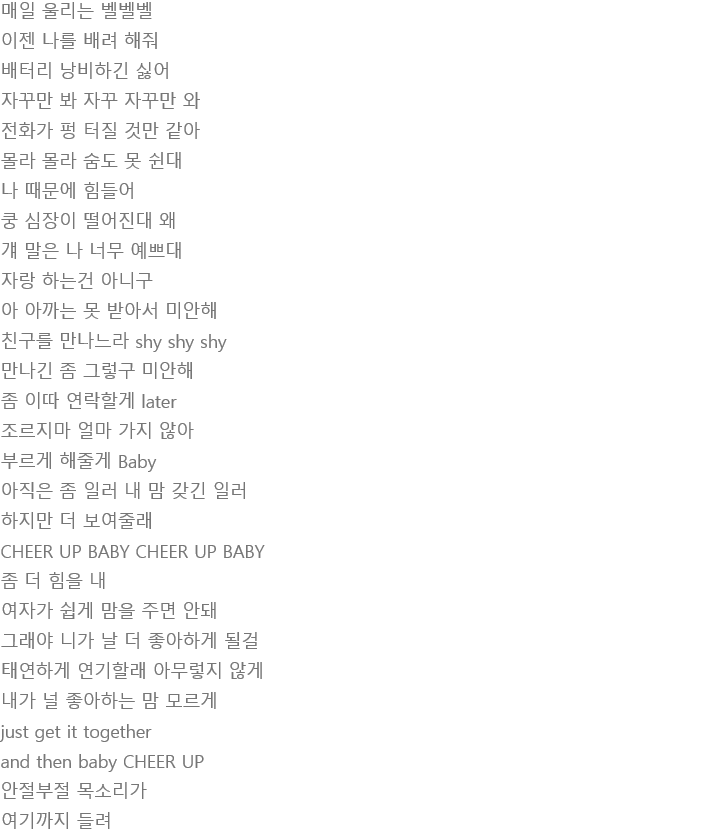 매일 울리는 벨벨벨
이젠 나를 배려 해줘
배터리 낭비하긴 싫어
자꾸만 봐 자꾸 자꾸만 와
전화가 펑 터질 것만 같아
몰라 몰라 숨도 못 쉰대
나 때문에 힘들어
쿵 심장이 떨어진대 왜
걔 말은 나 너무 예쁘대
자랑 하는건 아니구
아 아까는 못 받아서 미안해
친구를 만나느라 shy shy shy
만나긴 좀 그렇구 미안해
좀 이따 연락할게 later
조르지마 얼마 가지 않아
부르게 해줄게 Baby
아직은 좀 일러 내 맘 갖긴 일러
하지만 더 보여줄래
CHEER UP BABY CHEER UP BABY
좀 더 힘을 내
여자가 쉽게 맘을 주면 안돼
그래야 니가 날 더 좋아하게 될걸
태연하게 연기할래 아무렇지 않게
내가 널 좋아하는 맘 모르게
just get it together
and then baby CHEER UP
안절부절 목소리가
여기까지 들려